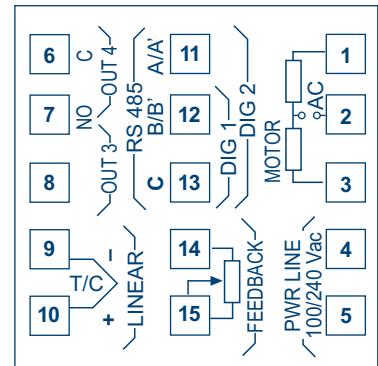 6
C
OUT 4
7
NO
OUT 3
8
RS 485
A/A'
B/B'
C
11
12
13
DIG 1
DIG 2
MOTOR
AC
1
2
3
9
–
T/C
10
+
LINEAR
14
15
FEEDBACK
PWR LINE
100/240 Vac
4
5